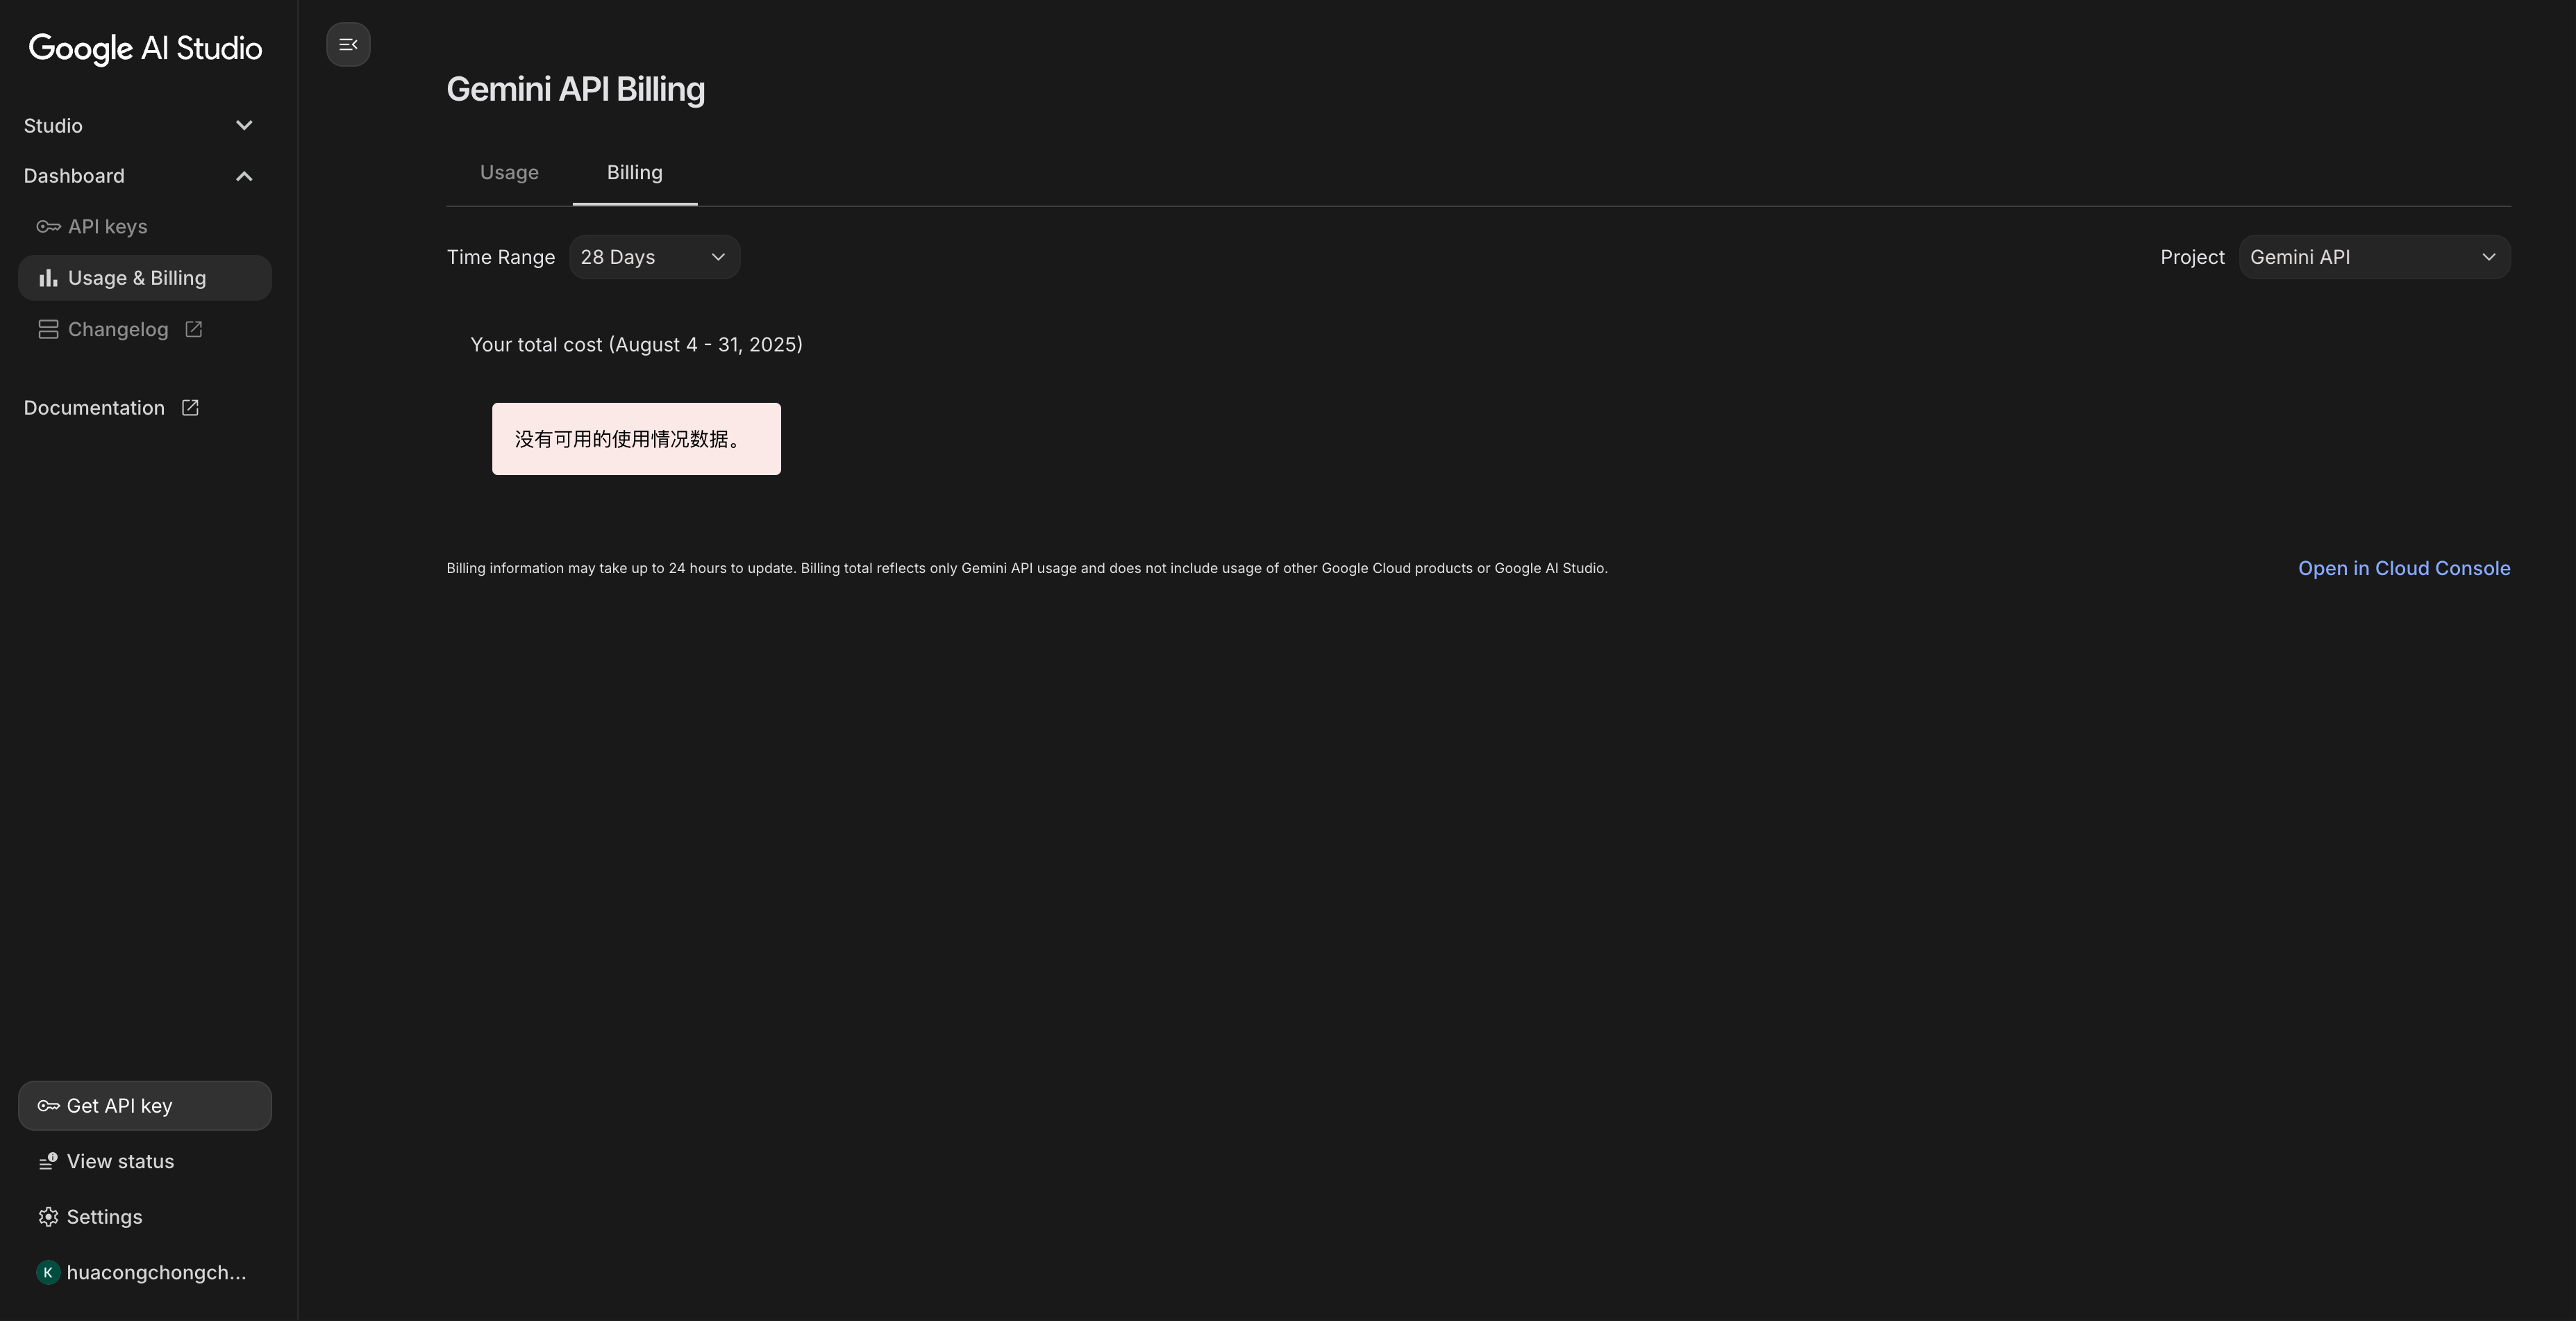 Google AI Studio
Studio
Dashboard
API keys
Usage & Billing
Changelog
Documentation
Get API key
View status
Settings
K huacongchongch...
Gemini API Billing
Usage Billing
Time Range 28 Days Project Gemini API
Your total cost (August 4 - 31, 2025)
没有可用的使用情况数据。
Billing information may take up to 24 hours to update. Billing total reflects only Gemini API usage and does not include usage of other Google Cloud products or Google AI Studio. Open in Cloud Console